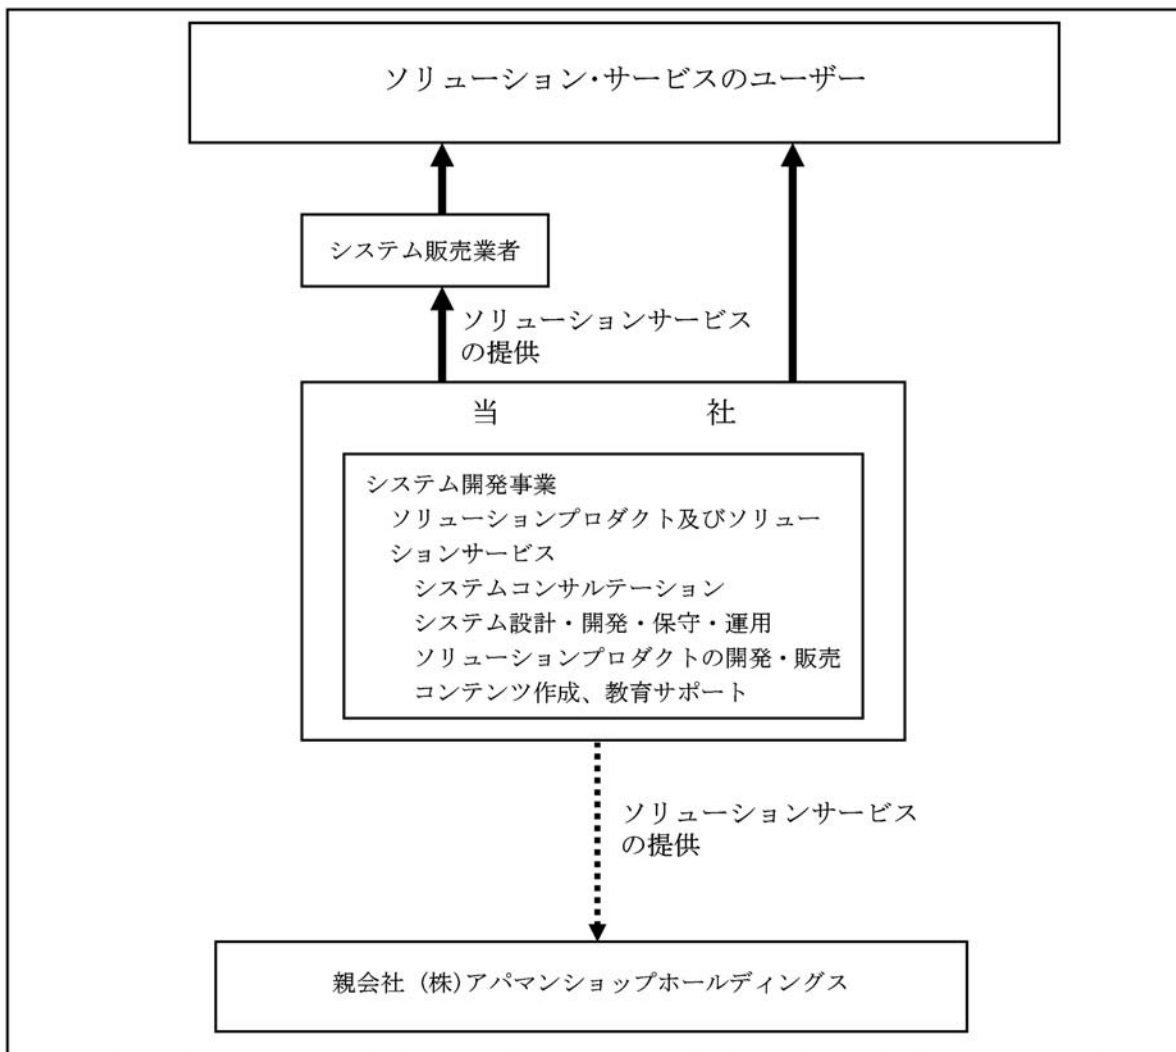 ソリューション・サービスのユーザー
システム販売業者
ソリューションサービス
の提供
当 社
システム開発事業
ソリューションプロダクト及びソリュー
ションサービス
システムコンサルテーション
システム設計・開発・保守・運用
ソリューションプロダクトの開発・販売
コンテンツ作成、教育サポート
ソリューションサービス
の提供
親会社 (株)アパマンショップホールディングス